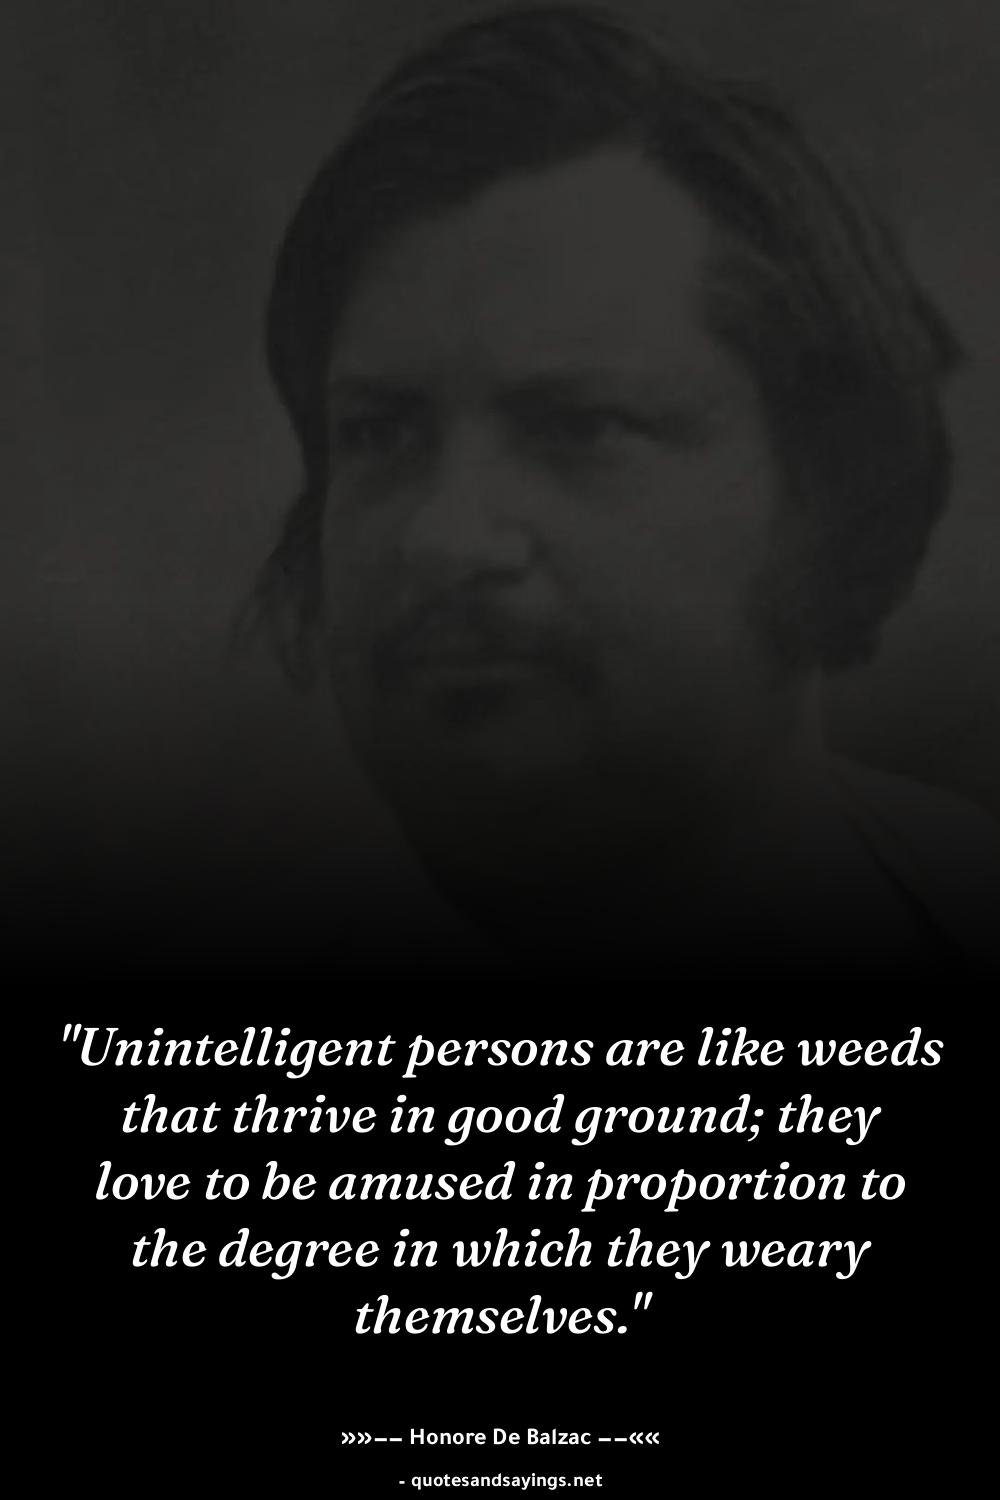 "Unintelligent persons are like weeds
that thrive in good ground; they
love to be amused in proportion to
the degree in which they weary
themselves."
»»−− Honore De Balzac −−««
- quotesandsayings.net